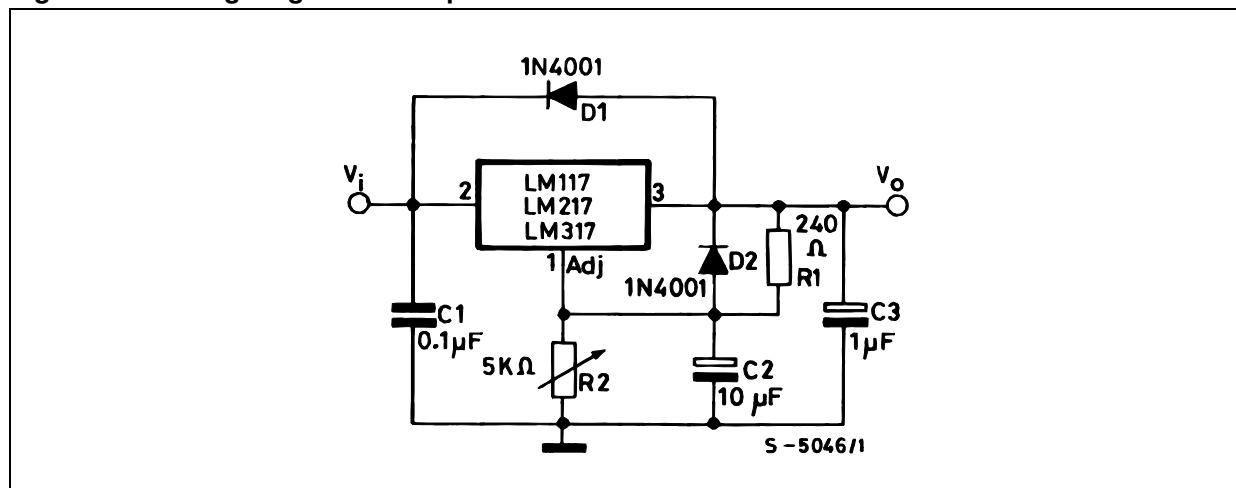 1N4001
D1
Vi
2
LM117
LM217
LM317
3
Vo
1
Adj
D2
1N4001
240
Ω
R1
C1
0.1µF
C3
1µF
5KΩ
R2
C2
10 µF
S-5046/1